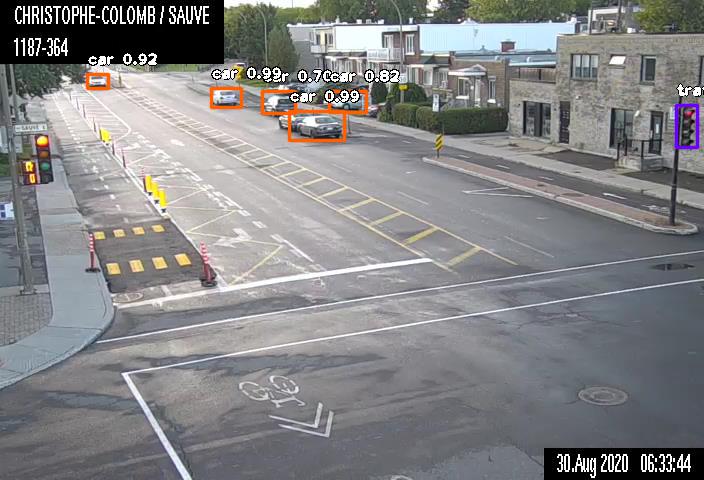 CHRISTOPHE-COLOMB / SAUVE
1187-364
car 0.92
car 0.99
car 0.82
car 0.99
SAUVÉ E
30.Aug 2020 06:33:44